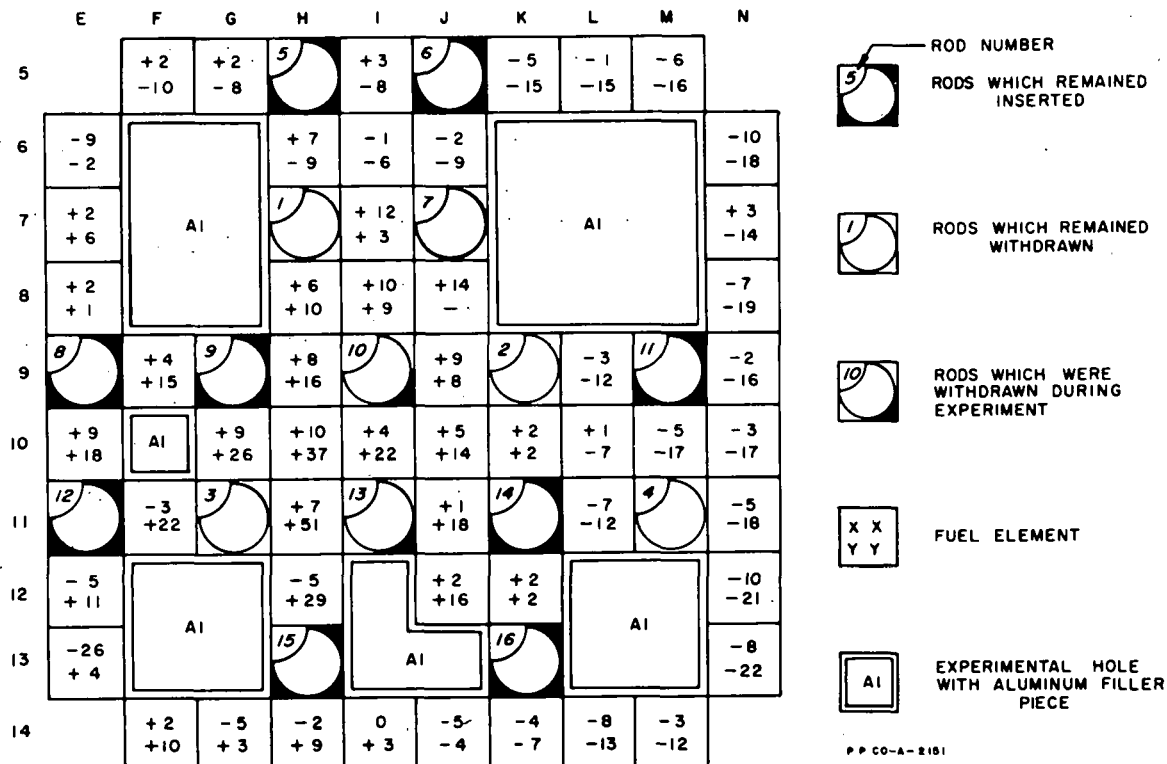 E F G H I J K L M N
5 +2 +2 5 +3 6 -5 -1 -6
-10 -8 -8 -15 -15 -16
6 -9 +7 -1 -2 -10
-2 -9 -6 -9 -18
7 +2 Al 1 +12 7 Al +3
+6 +3 -14
8 +2 +6 +10 +14 -7
+1 +10 +9 - -19
9 8 +4 9 +8 10 +9 2 -3 11 -2
+15 +16 +8 -12 -16
10 +9 Al +9 +10 +4 +5 +2 +1 -5 -3
+18 +26 +37 +22 +14 +2 -7 -17 -17
11 12 -3 3 +7 13 +1 14 -7 4 -5
+22 +51 +18 -12 -18
12 -5 -5 +2 +2 -10
+11 Al +29 +16 +2 Al -21
13 -26 15 Al 16 -8
+4 -22
14 +2 -5 -2 0 -5 -4 -8 -3
+10 +3 +9 +3 -4 -7 -13 -12
ROD NUMBER
5 RODS WHICH REMAINED
INSERTED
1 RODS WHICH REMAINED
WITHDRAWN
10 RODS WHICH WERE
WITHDRAWN DURING
EXPERIMENT
X X
Y Y FUEL ELEMENT
Al EXPERIMENTAL HOLE
WITH ALUMINUM FILLER
PIECE
P P CO-A-2181